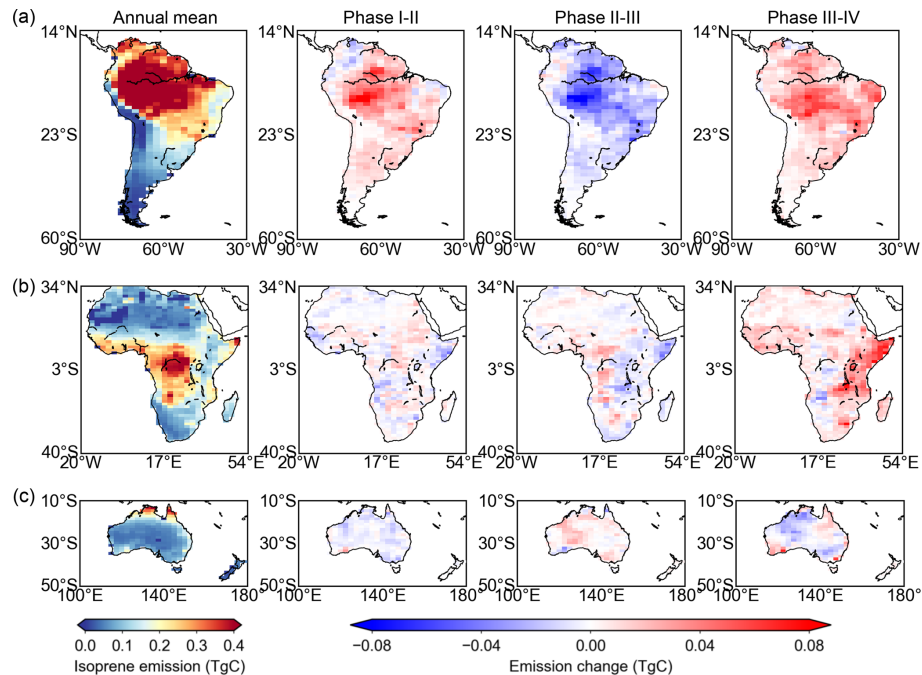 Annual mean Phase I-II Phase II-III Phase III-IV
(a)
14°N 14°N 14°N 14°N
23°S 23°S 23°S 23°S
60°S 60°S 60°S 60°S
90°W 60°W 30°W 90°W 60°W 30°W 90°W 60°W 30°W 90°W 60°W 30°W
(b)
34°N 34°N 34°N 34°N
3°S 3°S 3°S 3°S
40°S 40°S 40°S 40°S
20°W 17°E 54°E 20°W 17°E 54°E 20°W 17°E 54°E 20°W 17°E 54°E
(c)
10°S 10°S 10°S 10°S
30°S 30°S 30°S 30°S
50°S 50°S 50°S 50°S
100°E 140°E 180° 100°E 140°E 180° 100°E 140°E 180° 100°E 140°E 180°
0.0 0.1 0.2 0.3 0.4 −0.08 −0.04 0.00 0.04 0.08
Isoprene emission (TgC) Emission change (TgC)